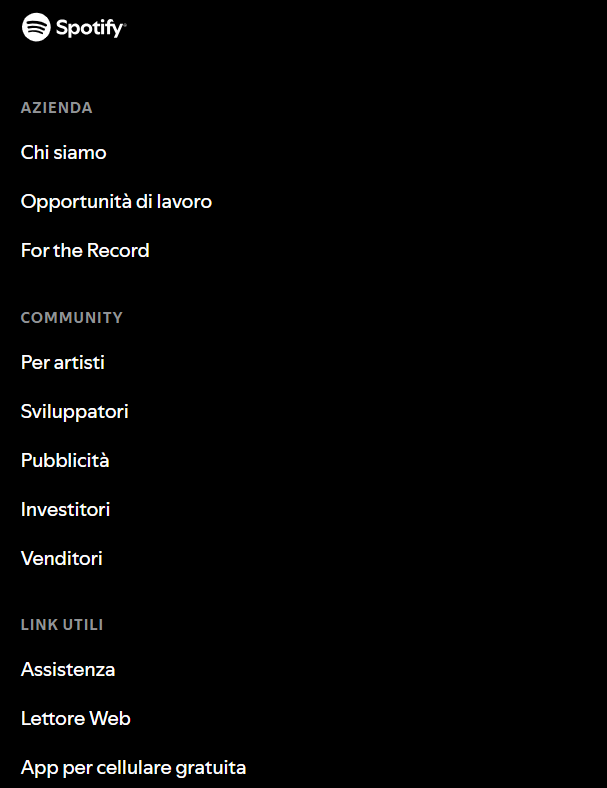 Spotify®
AZIENDA
Chi siamo
Opportunità di lavoro
For the Record
COMMUNITY
Per artisti
Sviluppatori
Pubblicità
Investitori
Venditori
LINK UTILI
Assistenza
Lettore Web
App per cellulare gratuita